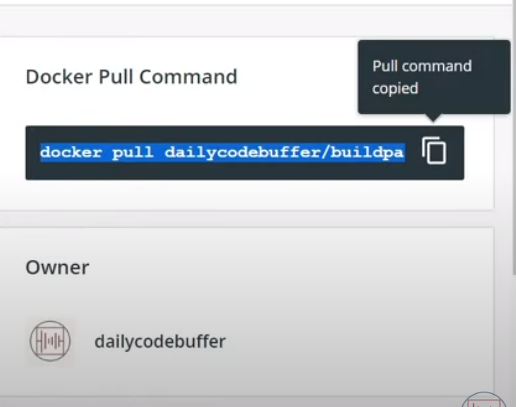 Docker Pull Command
Pull command
copied
docker pull dailycodebuffer/buildpa
Owner
dailycodebuffer